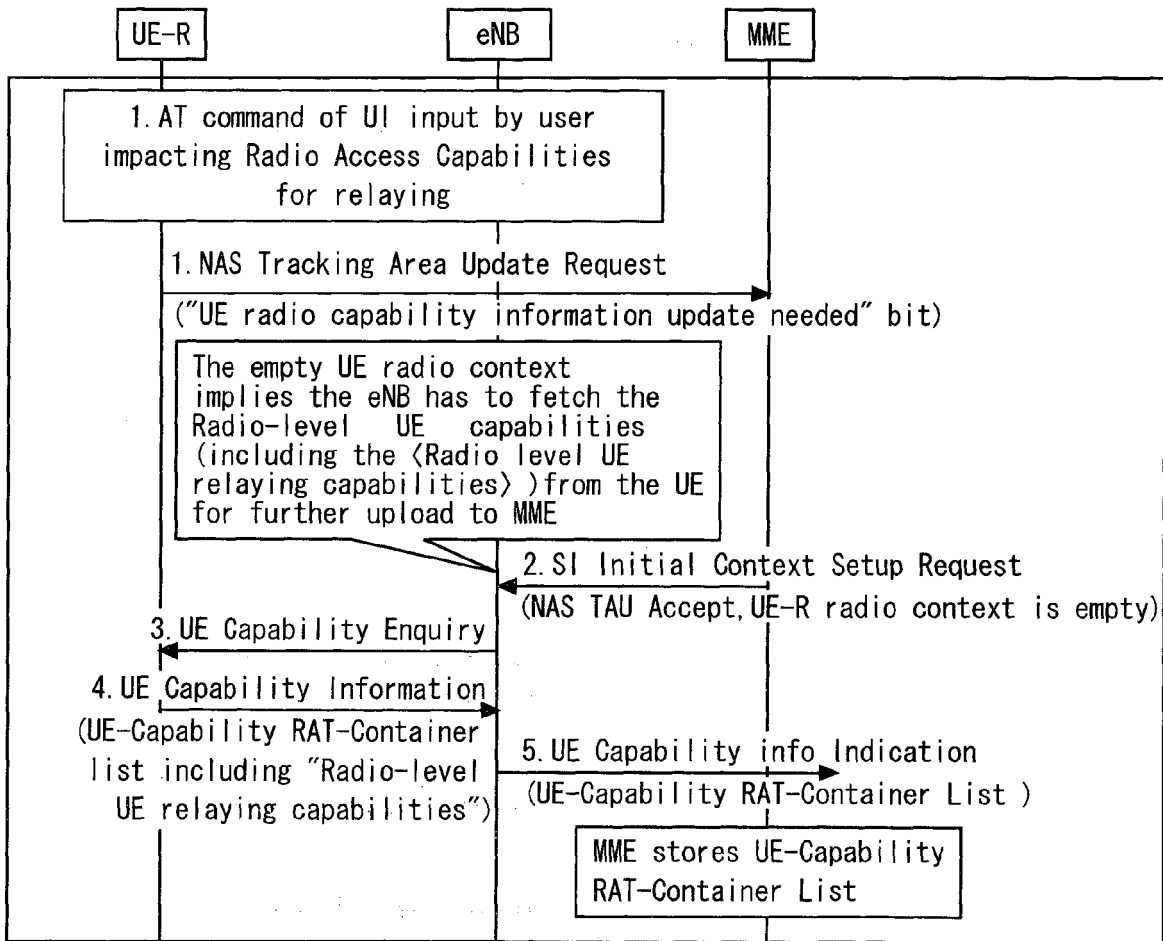 UE-R
eNB
MME
1. AT command of UI input by user
impacting Radio Access Capabilities
for relaying
1. NAS Tracking Area Update Request
("UE radio capability information update needed" bit)
The empty UE radio context
implies the eNB has to fetch the
Radio-level UE capabilities
(including the 〈Radio level UE
relaying capabilities〉 )from the UE
for further upload to MME
2. SI Initial Context Setup Request
(NAS TAU Accept, UE-R radio context is empty)
3. UE Capability Enquiry
4. UE Capability Information
(UE-Capability RAT-Container
list including "Radio-level
UE relaying capabilities")
5. UE Capability info Indication
(UE-Capability RAT-Container List )
MME stores UE-Capability
RAT-Container List